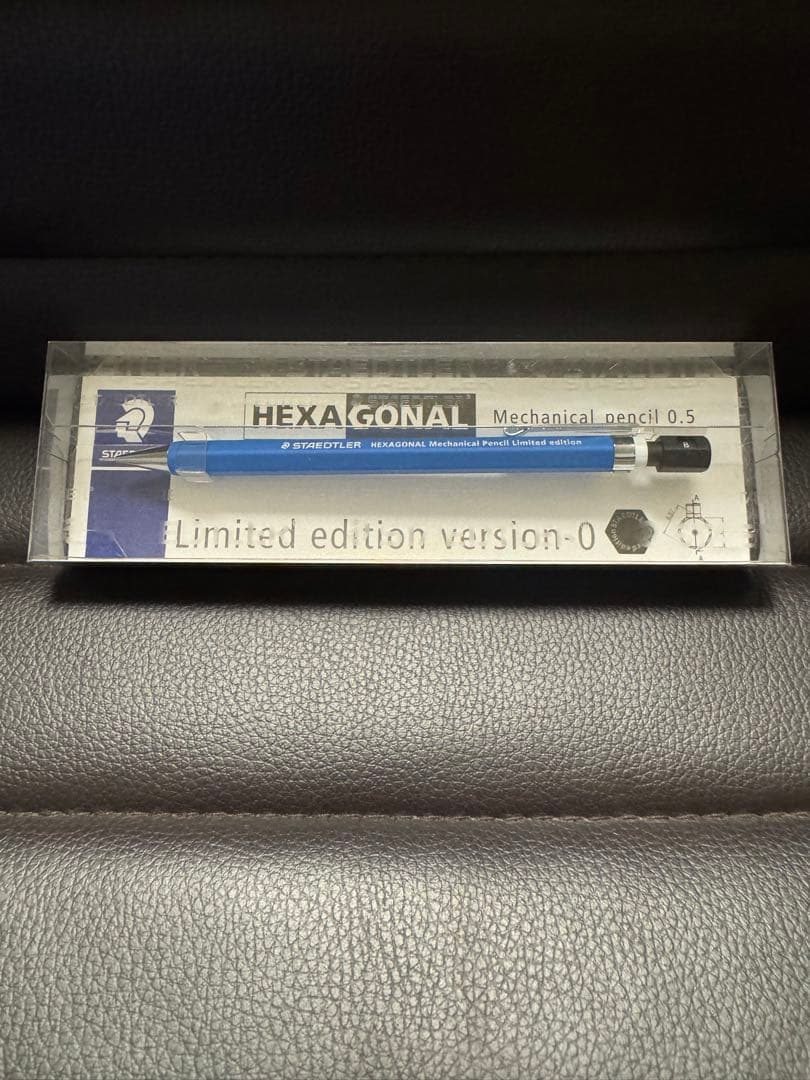 HEXAGONAL Mechanical pencil 0.5
STAEDTLER HEXAGONAL Mechanical Pencil Limited edition
B
Limited edition version-0
A
A